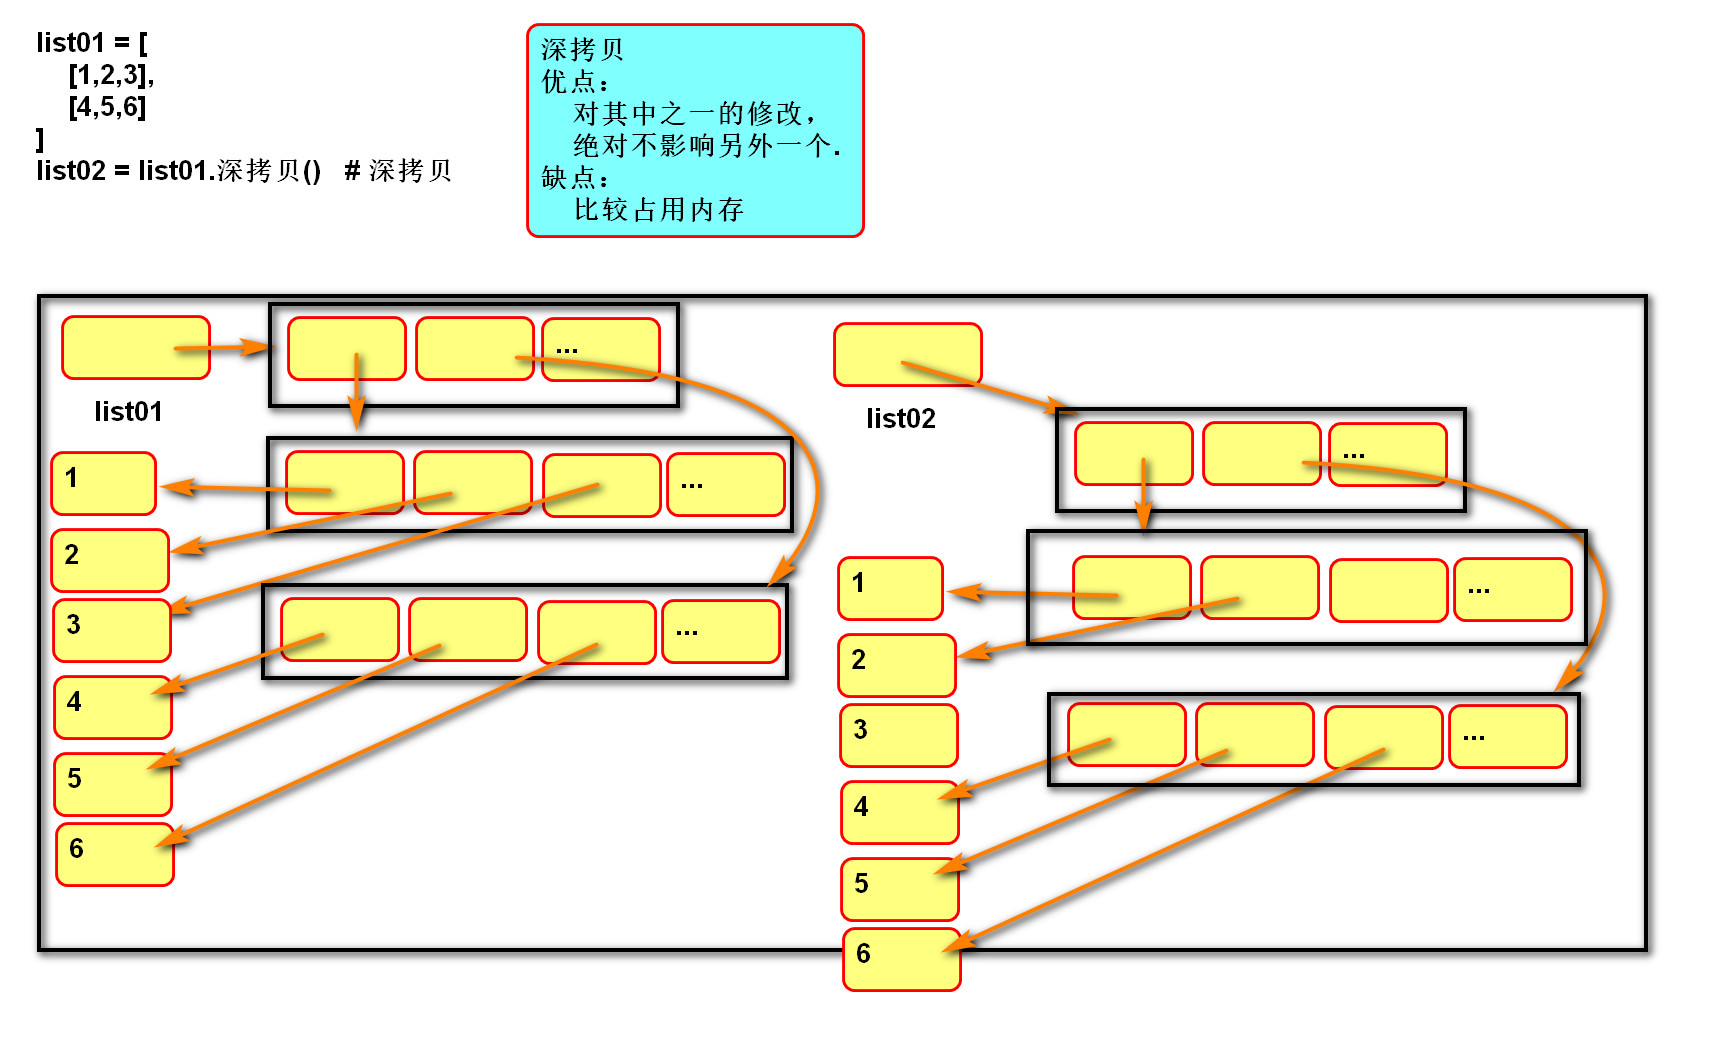 list01 = [
[1,2,3],
[4,5,6]
]
list02 = list01.深拷贝()   # 深拷贝
深拷贝
优点：
对其中之一的修改，
绝对不影响另外一个.
缺点：
比较占用内存
...
list01
1
...
2
3
...
4
5
6
list02
...
1
...
2
3
...
4
5
6